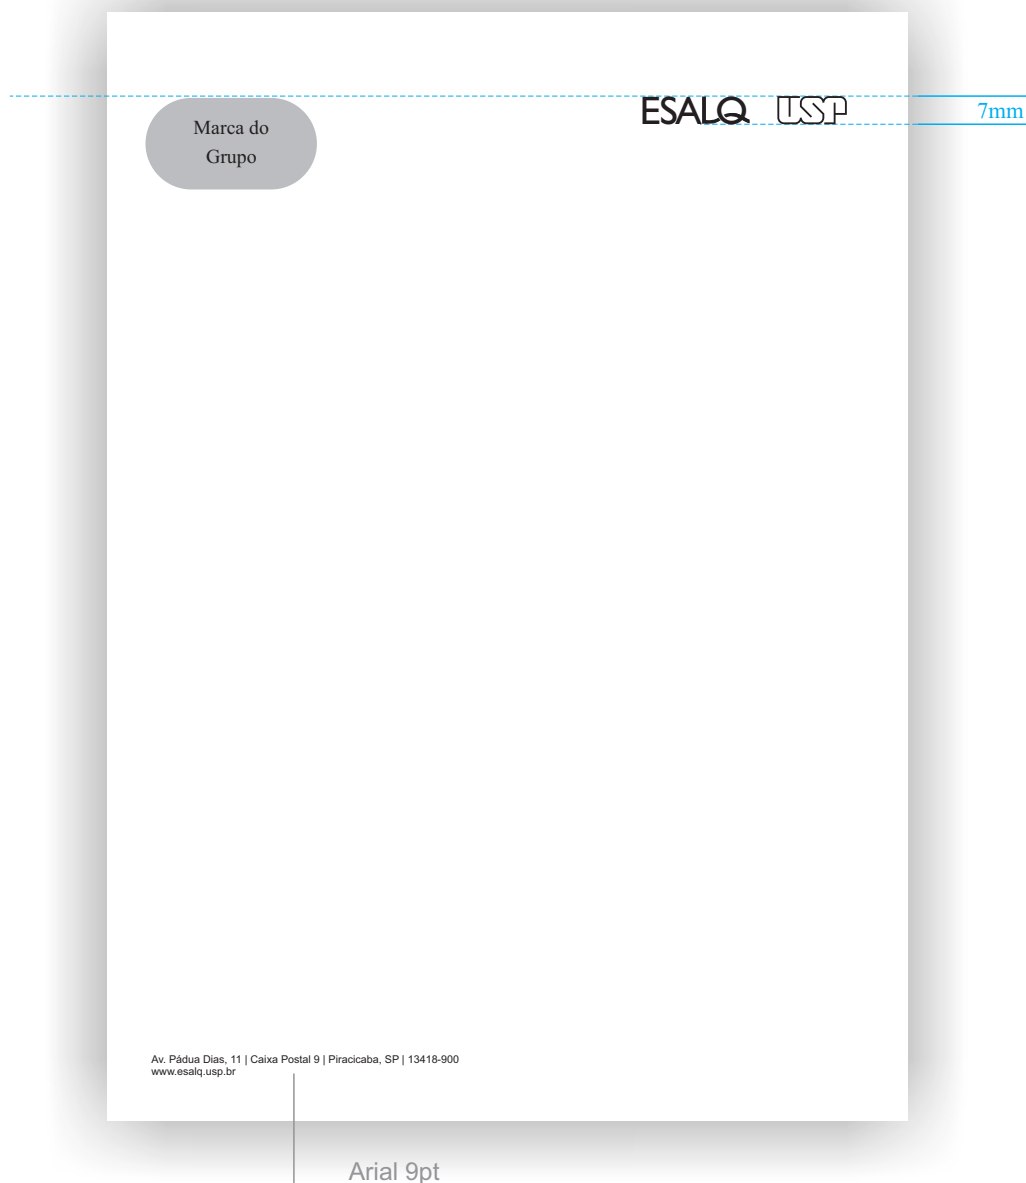 ESALQ USP
7mm
Marca do
Grupo
Av. Pádua Dias, 11 | Caixa Postal 9 | Piracicaba, SP | 13418-900
www.esalq.usp.br
Arial 9pt